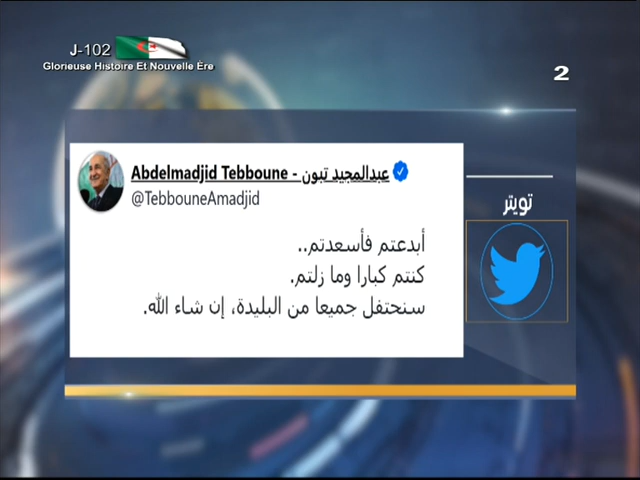 J-102
Glorieuse Histoire Et Nouvelle Ère
2
Abdelmadjid Tebboune - عبدالمجيد تبون
@TebbouneAmadjid
أبدعتم فأسعدتم..
كنتم كبارا وما زلتم.
سنحتفل جميعا من البليدة، إن شاء الله.
تويتر